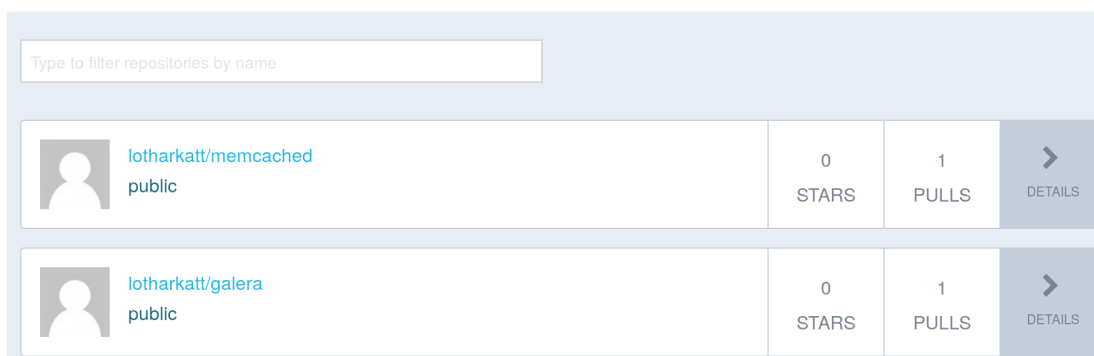 Type to filter repositories by name
lotharkatt/memcached
public
0
STARS
1
PULLS
DETAILS
lotharkatt/galera
public
0
STARS
1
PULLS
DETAILS